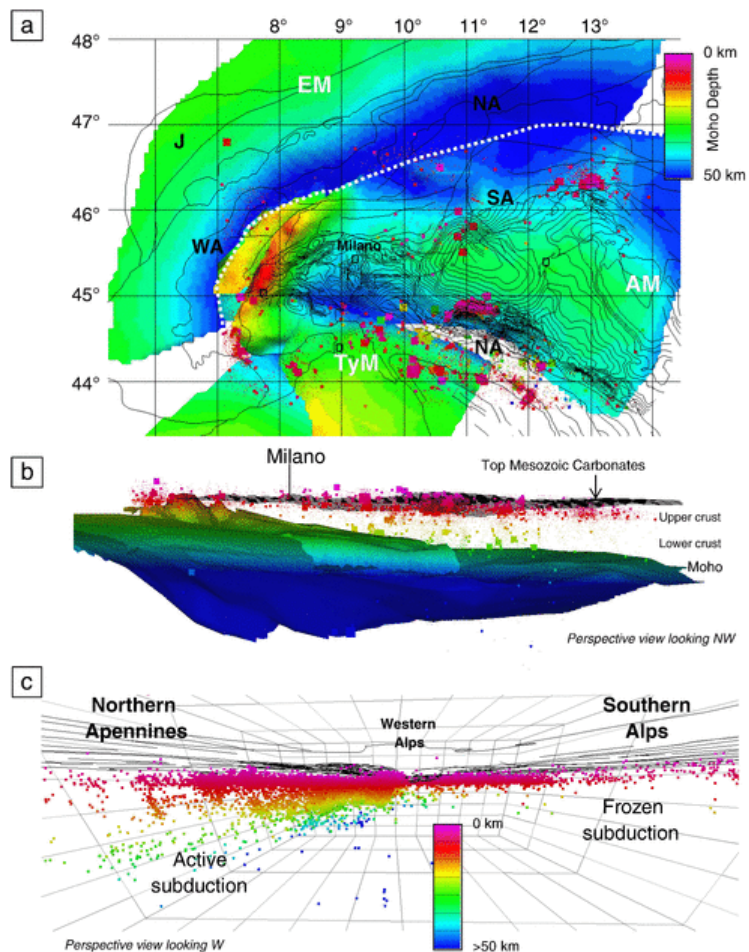 a
8° 9° 10° 11° 12° 13°
48°
47°
46°
45°
44°
EM
NA
J
SA
WA
Milano
AM
NA
TyM
0 km
Moho Depth
50 km
b
Milano
Top Mesozoic Carbonates
Upper crust
Lower crust
Moho
Perspective view looking NW
c
Northern
Apennines
Western
Alps
Southern
Alps
Frozen
subduction
Active
subduction
0 km
>50 km
Perspective view looking W